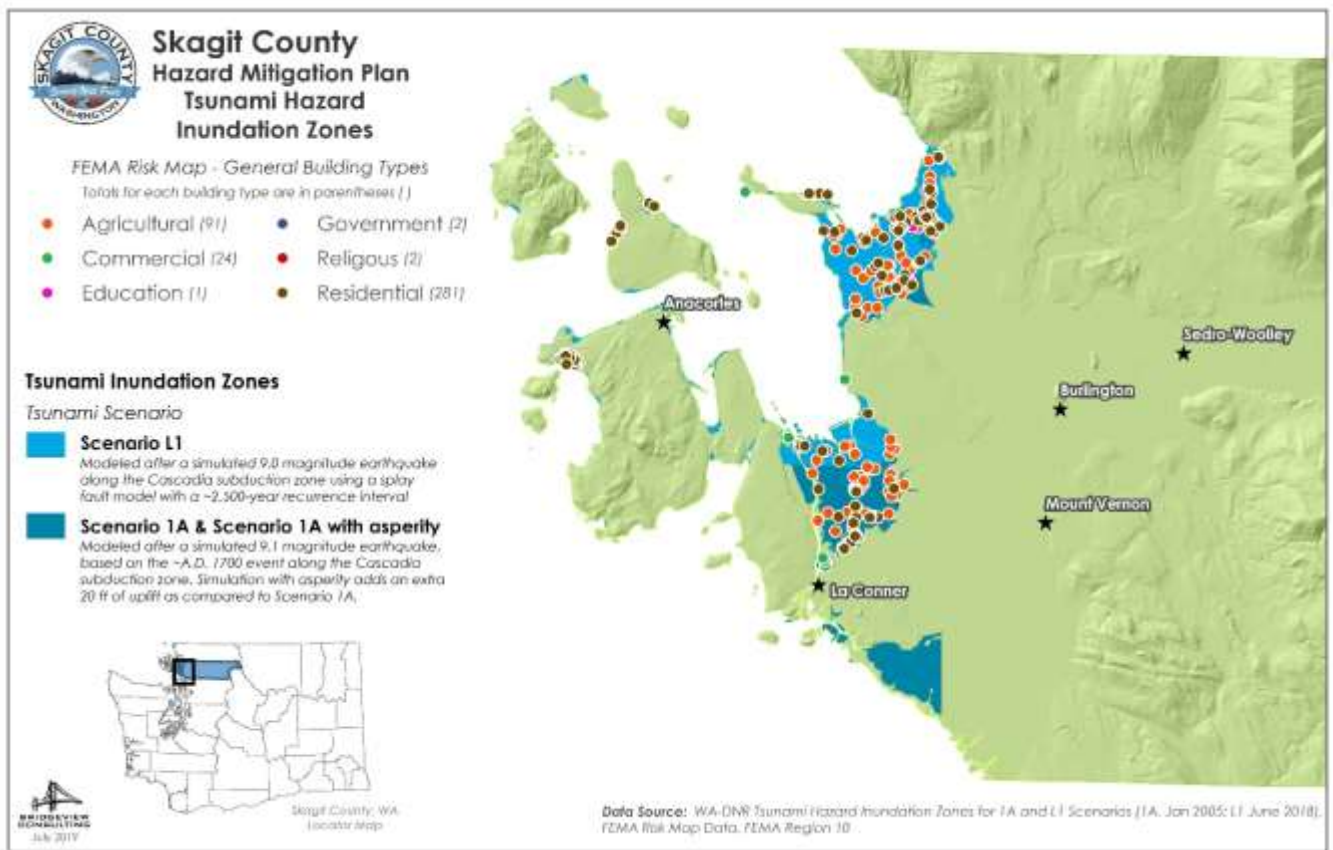 SKAGIT COUNTY
WASHINGTON
Skagit County
Hazard Mitigation Plan
Tsunami Hazard
Inundation Zones
FEMA Risk Map - General Building Types
Totals for each building type are in parentheses ( )
Agricultural (91)
Government (2)
Commercial (24)
Religous (2)
Education (1)
Residential (281)
Tsunami Inundation Zones
Tsunami Scenario
Scenario L1
Modeled after a simulated 9.0 magnitude earthquake
along the Cascadia subduction zone using a splay
fault model with a ~2,500-year recurrence interval
Scenario 1A & Scenario 1A with asperity
Modeled after a simulated 9.1 magnitude earthquake,
based on the ~A.D. 1700 event along the Cascadia
subduction zone. Simulation with asperity adds an extra
20 ft of uplift as compared to Scenario 1A.
Anacortes
Sedro-Woolley
Burlington
Mount Vernon
La Conner
Skagit County, WA
Locator Map
BRIDGEVIEW
CONSULTING
July 2019
Data Source: WA-DNR Tsunami Hazard Inundation Zones for 1A and L1 Scenarios (1A, Jan 2005; L1 June 2018),
FEMA Risk Map Data, FEMA Region 10